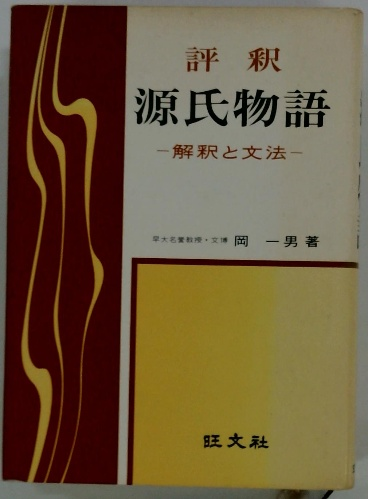 評釈
源氏物語
−解釈と文法−
早大名誉教授・文博 岡 一男著
旺文社